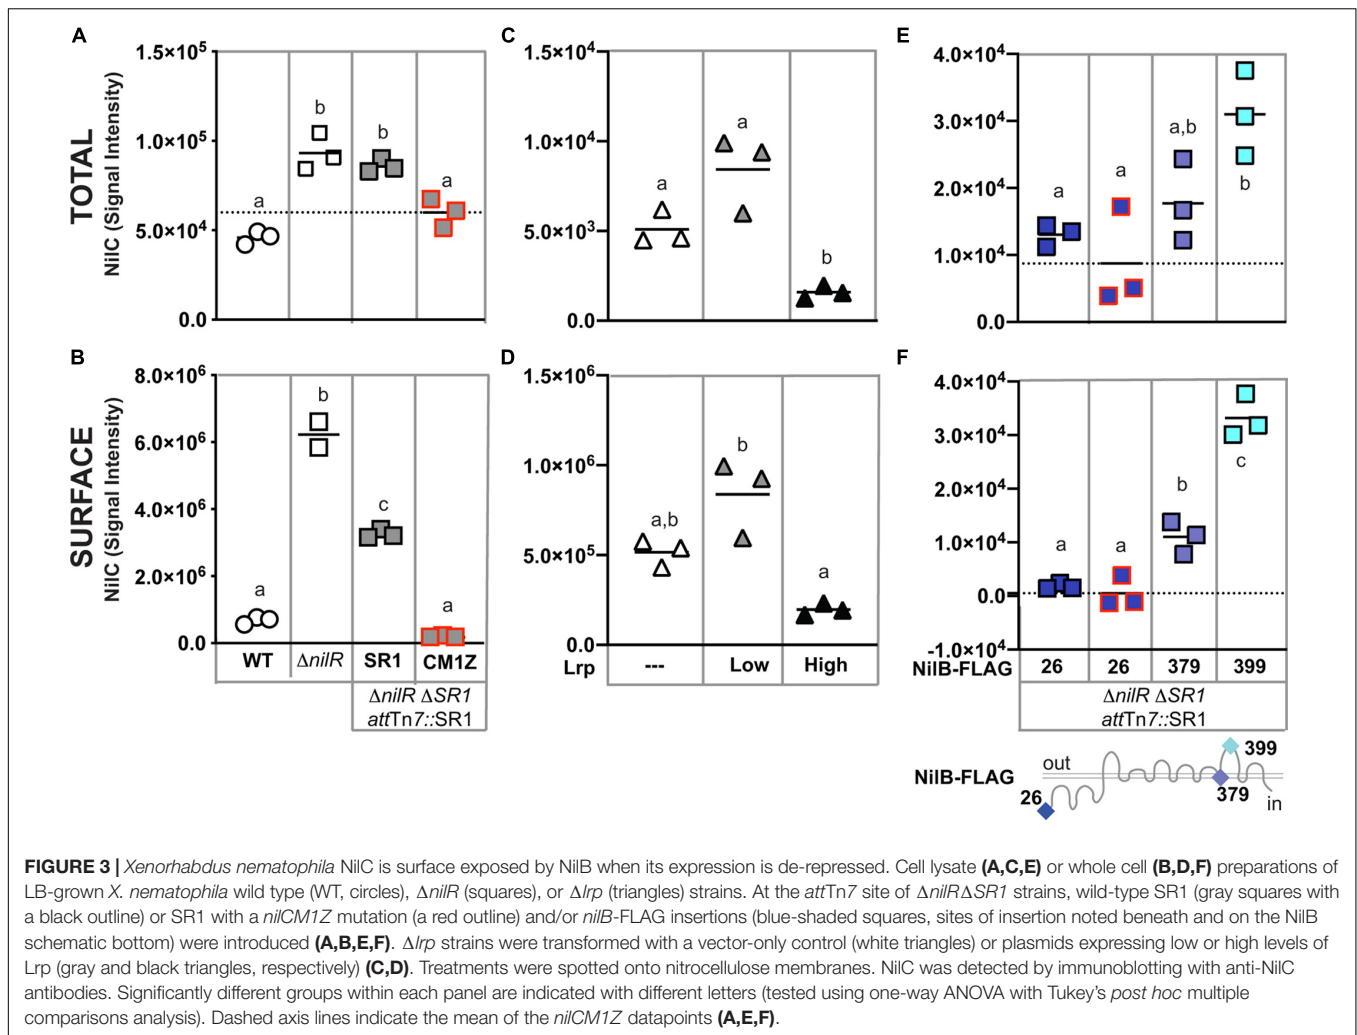 A
TOTAL
NilC (Signal Intensity)
1.5×10⁵
1.0×10⁵
5.0×10⁴
0.0
a
b
b
a
C
1.5×10⁴
1.0×10⁴
5.0×10³
0.0
a
a
b
E
4.0×10⁴
3.0×10⁴
2.0×10⁴
1.0×10⁴
0.0
a
a
a,b
b
B
SURFACE
NilC (Signal Intensity)
8.0×10⁶
6.0×10⁶
4.0×10⁶
2.0×10⁶
0.0
a
b
c
a
WT ΔnilR SR1 CM1Z
ΔnilR ΔSR1
attTn7::SR1
D
1.5×10⁶
1.0×10⁶
5.0×10⁵
0.0
a,b
b
a
Lrp --- Low High
F
4.0×10⁴
3.0×10⁴
2.0×10⁴
1.0×10⁴
0.0
-1.0×10⁴
a
a
b
c
NilB-FLAG 26 26 379 399
ΔnilR ΔSR1
attTn7::SR1
NilB-FLAG
out
399
26
379
in
FIGURE 3 | Xenorhabdus nematophila NilC is surface exposed by NilB when its expression is de-repressed. Cell lysate (A,C,E) or whole cell (B,D,F) preparations of
LB-grown X. nematophila wild type (WT, circles), ΔnilR (squares), or Δlrp (triangles) strains. At the attTn7 site of ΔnilRΔSR1 strains, wild-type SR1 (gray squares with
a black outline) or SR1 with a nilCM1Z mutation (a red outline) and/or nilB-FLAG insertions (blue-shaded squares, sites of insertion noted beneath and on the NilB
schematic bottom) were introduced (A,B,E,F). Δlrp strains were transformed with a vector-only control (white triangles) or plasmids expressing low or high levels of
Lrp (gray and black triangles, respectively) (C,D). Treatments were spotted onto nitrocellulose membranes. NilC was detected by immunoblotting with anti-NilC
antibodies. Significantly different groups within each panel are indicated with different letters (tested using one-way ANOVA with Tukey's post hoc multiple
comparisons analysis). Dashed axis lines indicate the mean of the nilCM1Z datapoints (A,E,F).